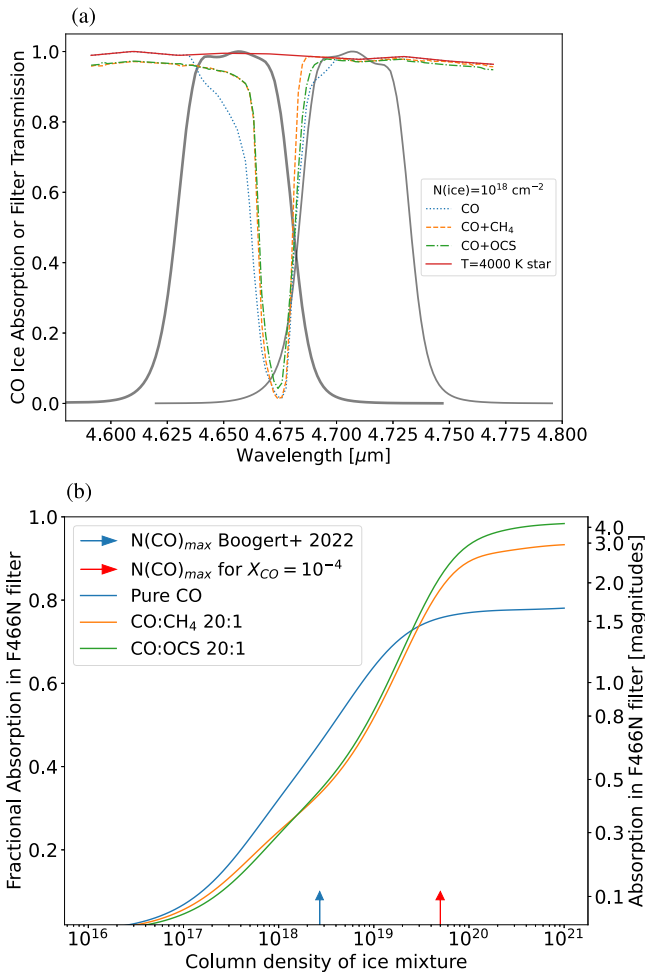 (a)
1.0
0.8
0.6
0.4
0.2
0.0
CO Ice Absorption or Filter Transmission
N(ice)=10¹⁸ cm⁻²
CO
CO+CH₄
CO+OCS
T=4000 K star
4.600 4.625 4.650 4.675 4.700 4.725 4.750 4.775 4.800
Wavelength [μm]
(b)
1.0
0.8
0.6
0.4
0.2
Fractional Absorption in F466N filter
N(CO)ₘₐₓ Boogert+ 2022
N(CO)ₘₐₓ for X_CO = 10⁻⁴
Pure CO
CO:CH₄ 20:1
CO:OCS 20:1
4.0
3.0
2.0
1.5
1.0
0.8
0.5
0.3
0.1
Absorption in F466N filter [magnitudes]
10¹⁶ 10¹⁷ 10¹⁸ 10¹⁹ 10²⁰ 10²¹
Column density of ice mixture